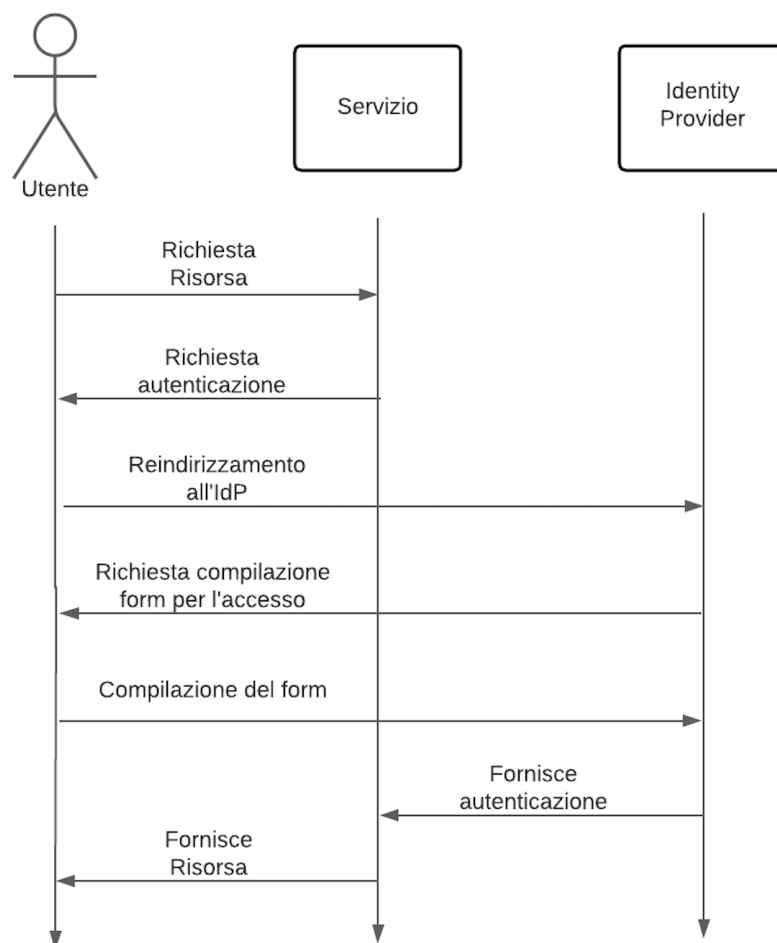 Servizio
Identity
Provider
Utente
Richiesta
Risorsa
Richiesta
autenticazione
Reindirizzamento
all'IdP
Richiesta compilazione
form per l'accesso
Compilazione del form
Fornisce
autenticazione
Fornisce
Risorsa